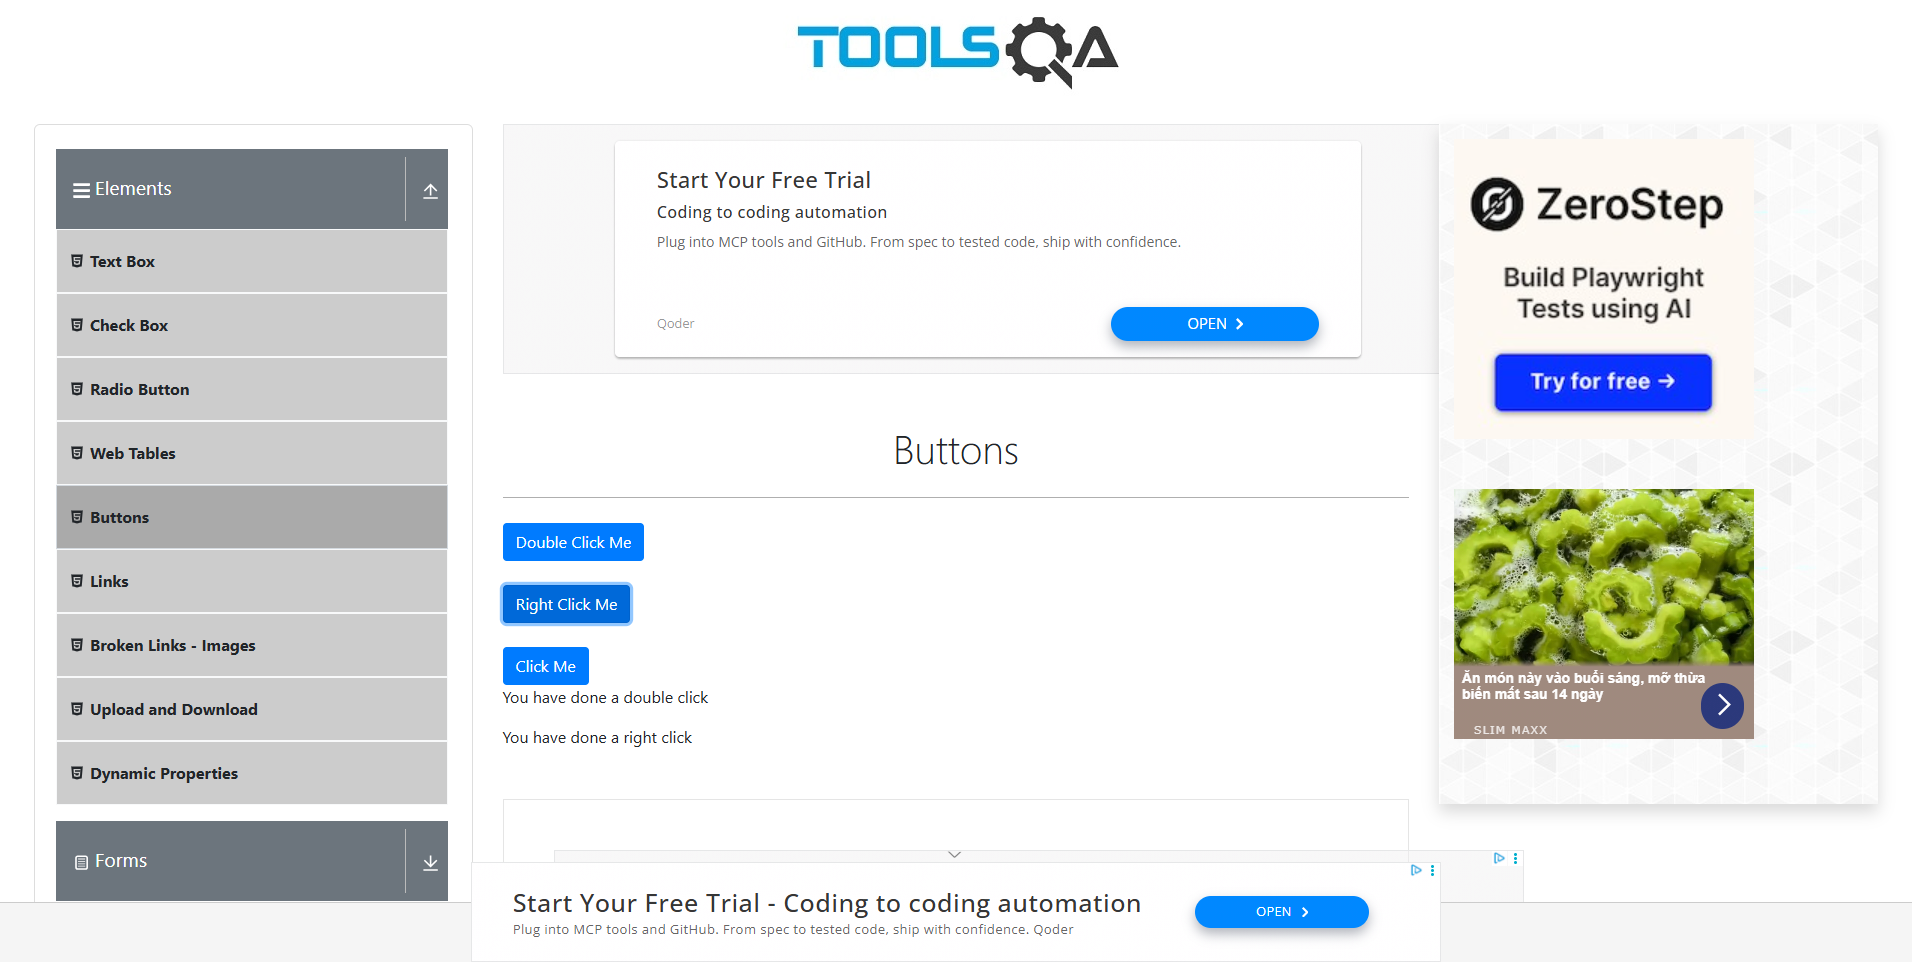 TOOLSQA
Elements
Text Box
Check Box
Radio Button
Web Tables
Buttons
Links
Broken Links - Images
Upload and Download
Dynamic Properties
Forms
Start Your Free Trial
Coding to coding automation
Plug into MCP tools and GitHub. From spec to tested code, ship with confidence.
Qoder
OPEN
Buttons
Double Click Me
Right Click Me
Click Me
You have done a double click
You have done a right click
ZeroStep
Build Playwright
Tests using AI
Try for free →
Ăn món này vào buổi sáng, mỡ thừa
biến mất sau 14 ngày
SLIM MAXX
Start Your Free Trial - Coding to coding automation
Plug into MCP tools and GitHub. From spec to tested code, ship with confidence. Qoder
OPEN